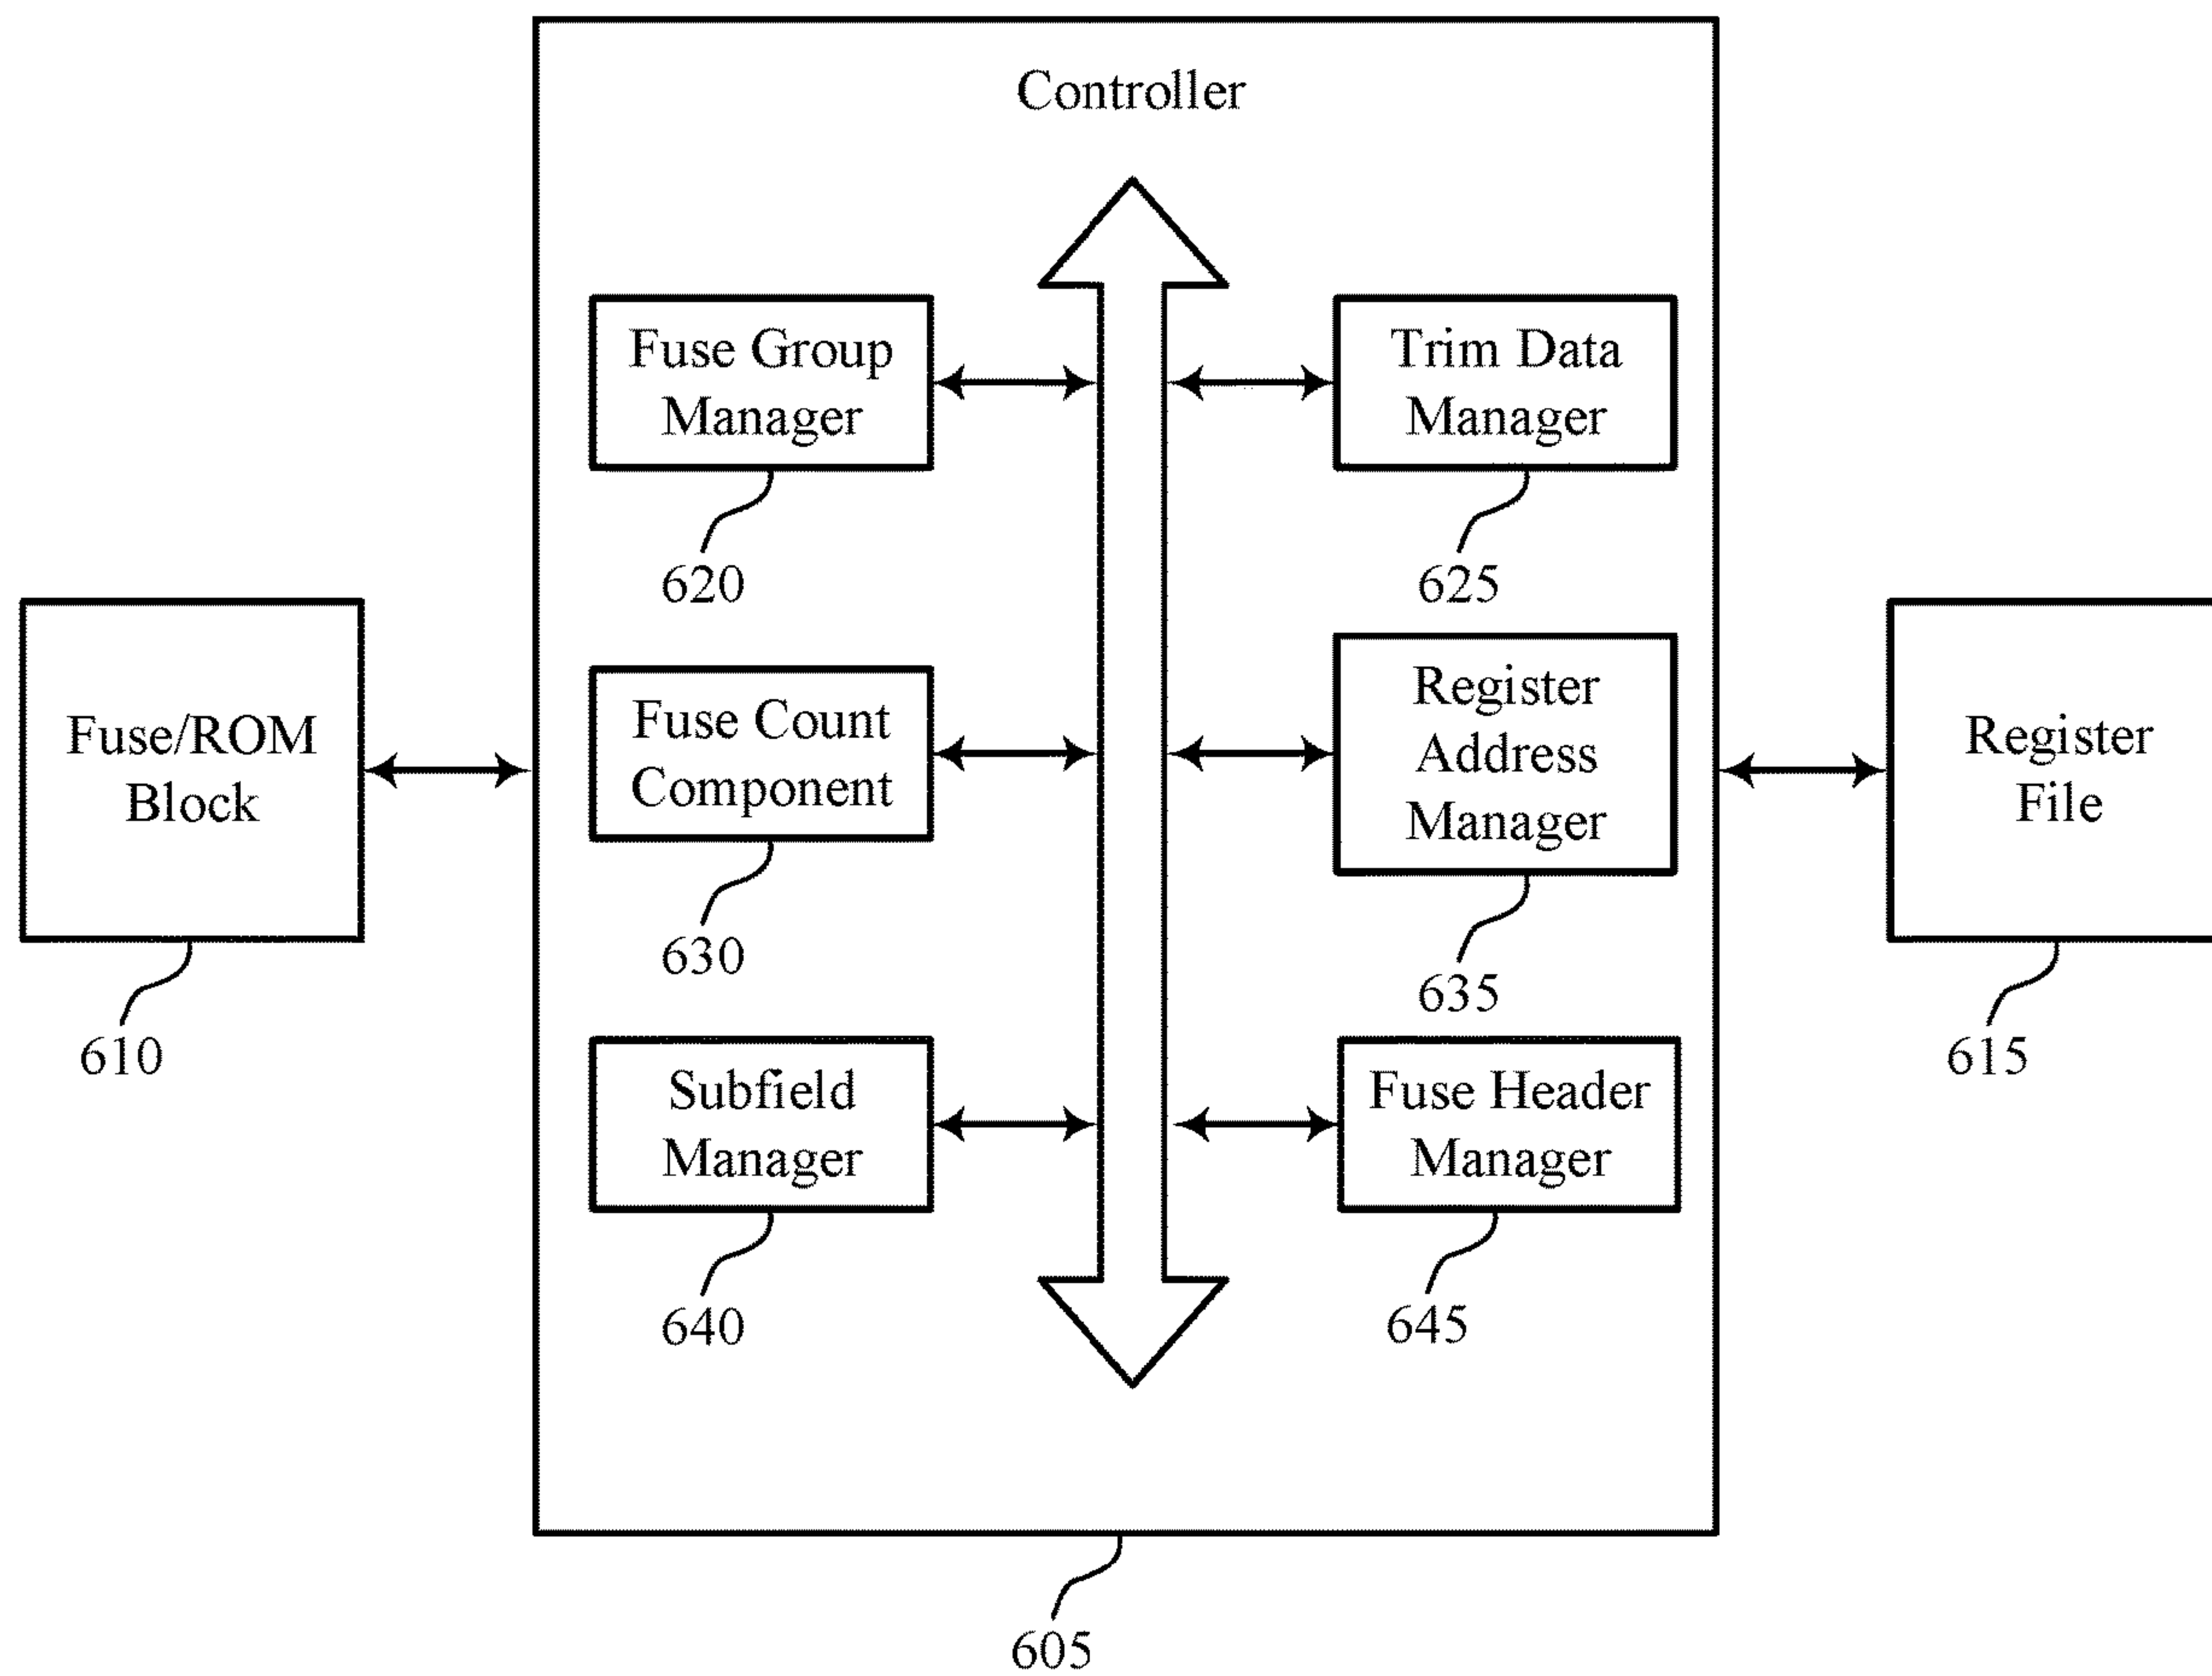 Controller
Fuse Group
Manager
620
Trim Data
Manager
625
Fuse/ROM
Block
610
Fuse Count
Component
630
Register
Address
Manager
635
Register
File
615
Subfield
Manager
640
Fuse Header
Manager
645
605